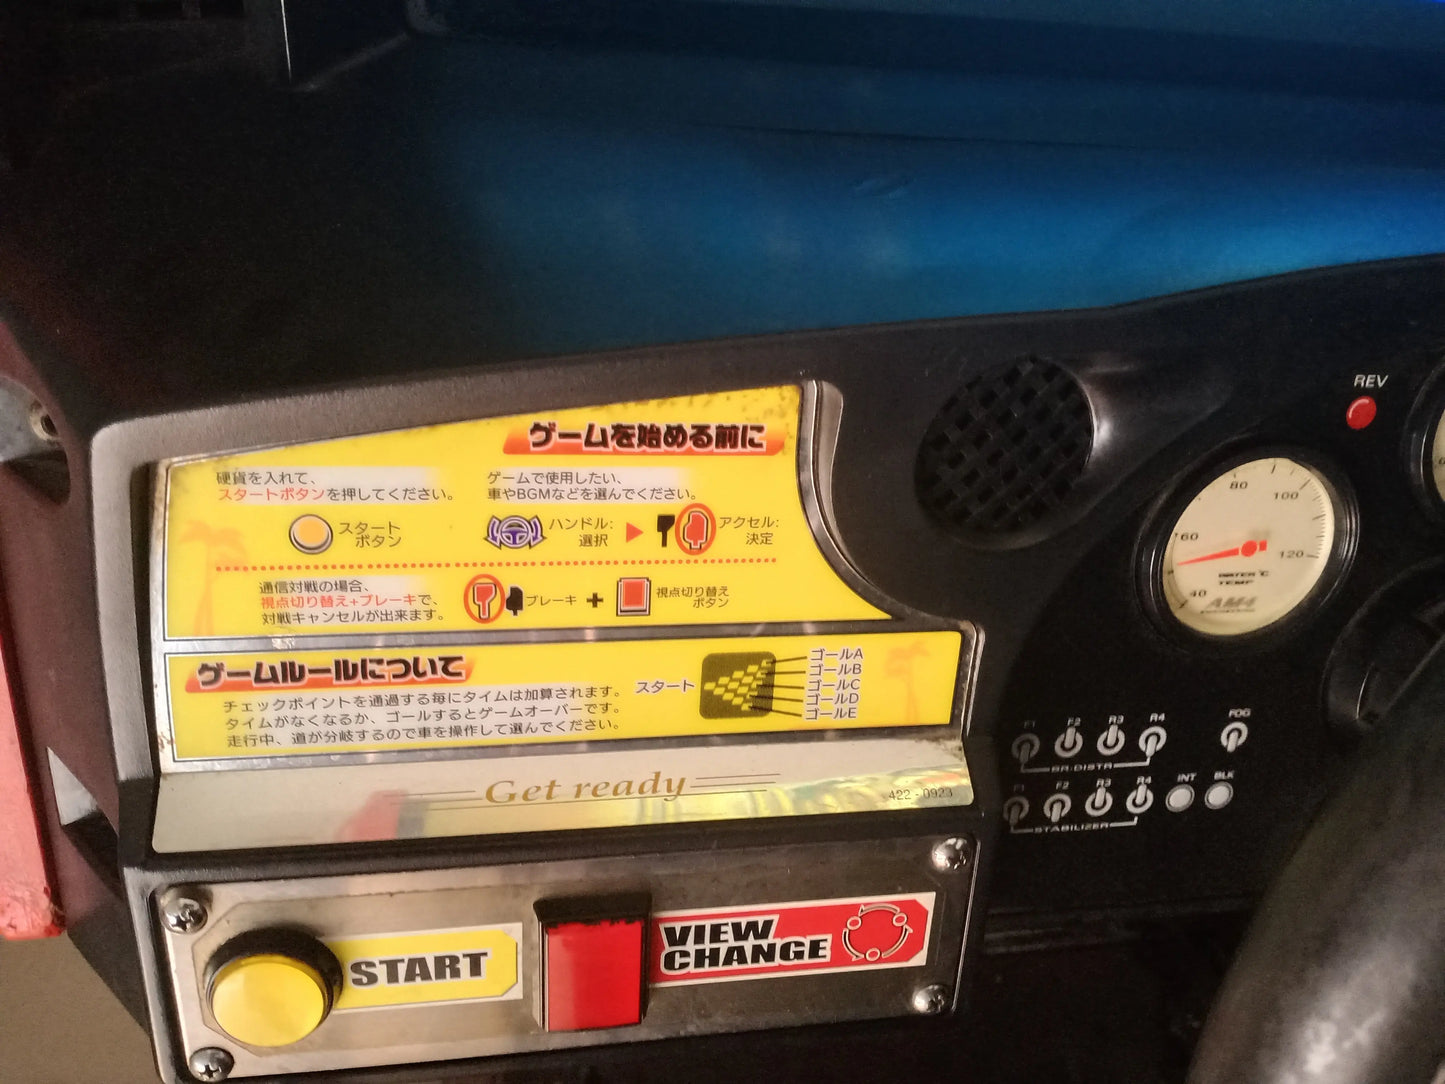 ゲームを始める前に
硬貨を入れて、
スタートボタンを押してください。
スタート
ボタン
ゲームで使用したい、
車やBGMなどを選んでください。
ハンドル:
選択
アクセル:
決定
通信対戦の場合、
視点切り替え+ブレーキで、
対戦キャンセルが出来ます。
ブレーキ
+
視点切り替え
ボタン
ゲームルールについて
チェックポイントを通過する毎にタイムは加算されます。
タイムがなくなるか、ゴールするとゲームオーバーです。
走行中、道が分岐するので車を操作して選んでください。
スタート
ゴールA
ゴールB
ゴールC
ゴールD
ゴールE
Get ready
422-0923
START
VIEW
CHANGE
REV
80
100
60
120
40
WATER °C
TEMP
AM4
F1 F2 R3 R4
BR-DISTR
FOG
F1 F2 R3 R4
STABILIZER
INT BLK